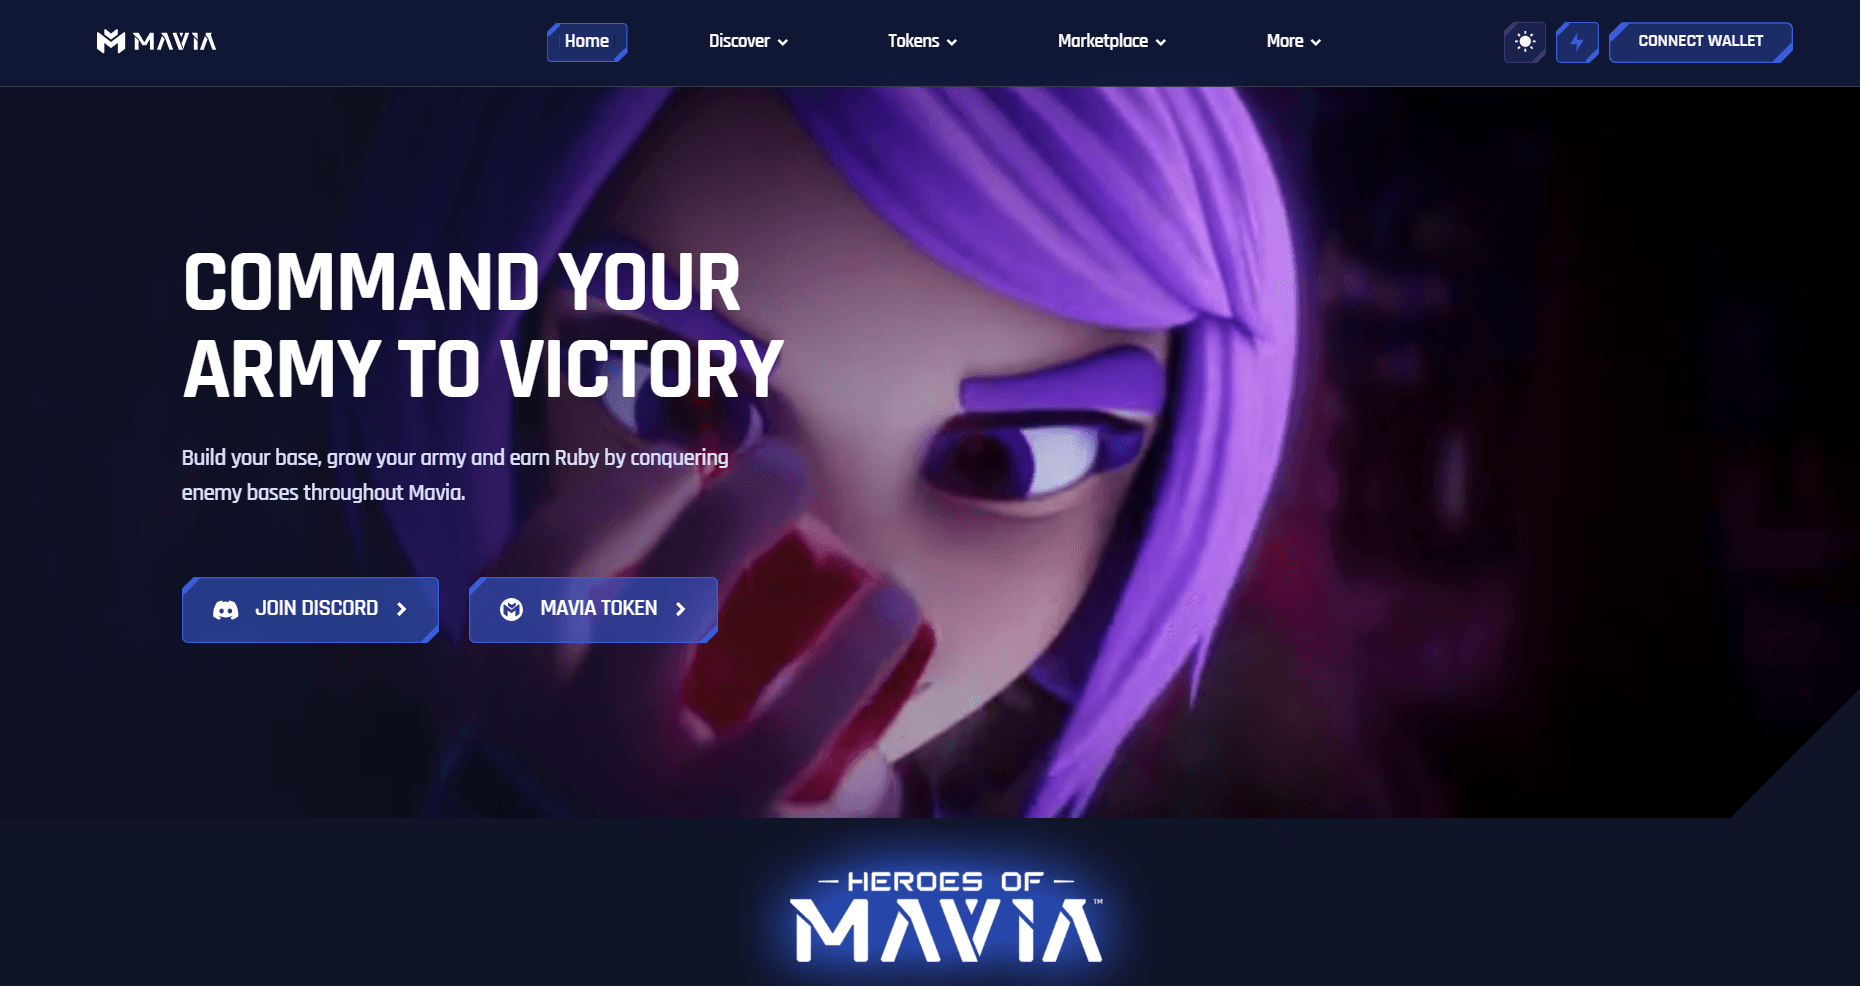 MAVIA
Home
Discover
Tokens
Marketplace
More
CONNECT WALLET
COMMAND YOUR
ARMY TO VICTORY
Build your base, grow your army and earn Ruby by conquering
enemy bases throughout Mavia.
JOIN DISCORD
MAVIA TOKEN
HEROES OF
MAVIA™